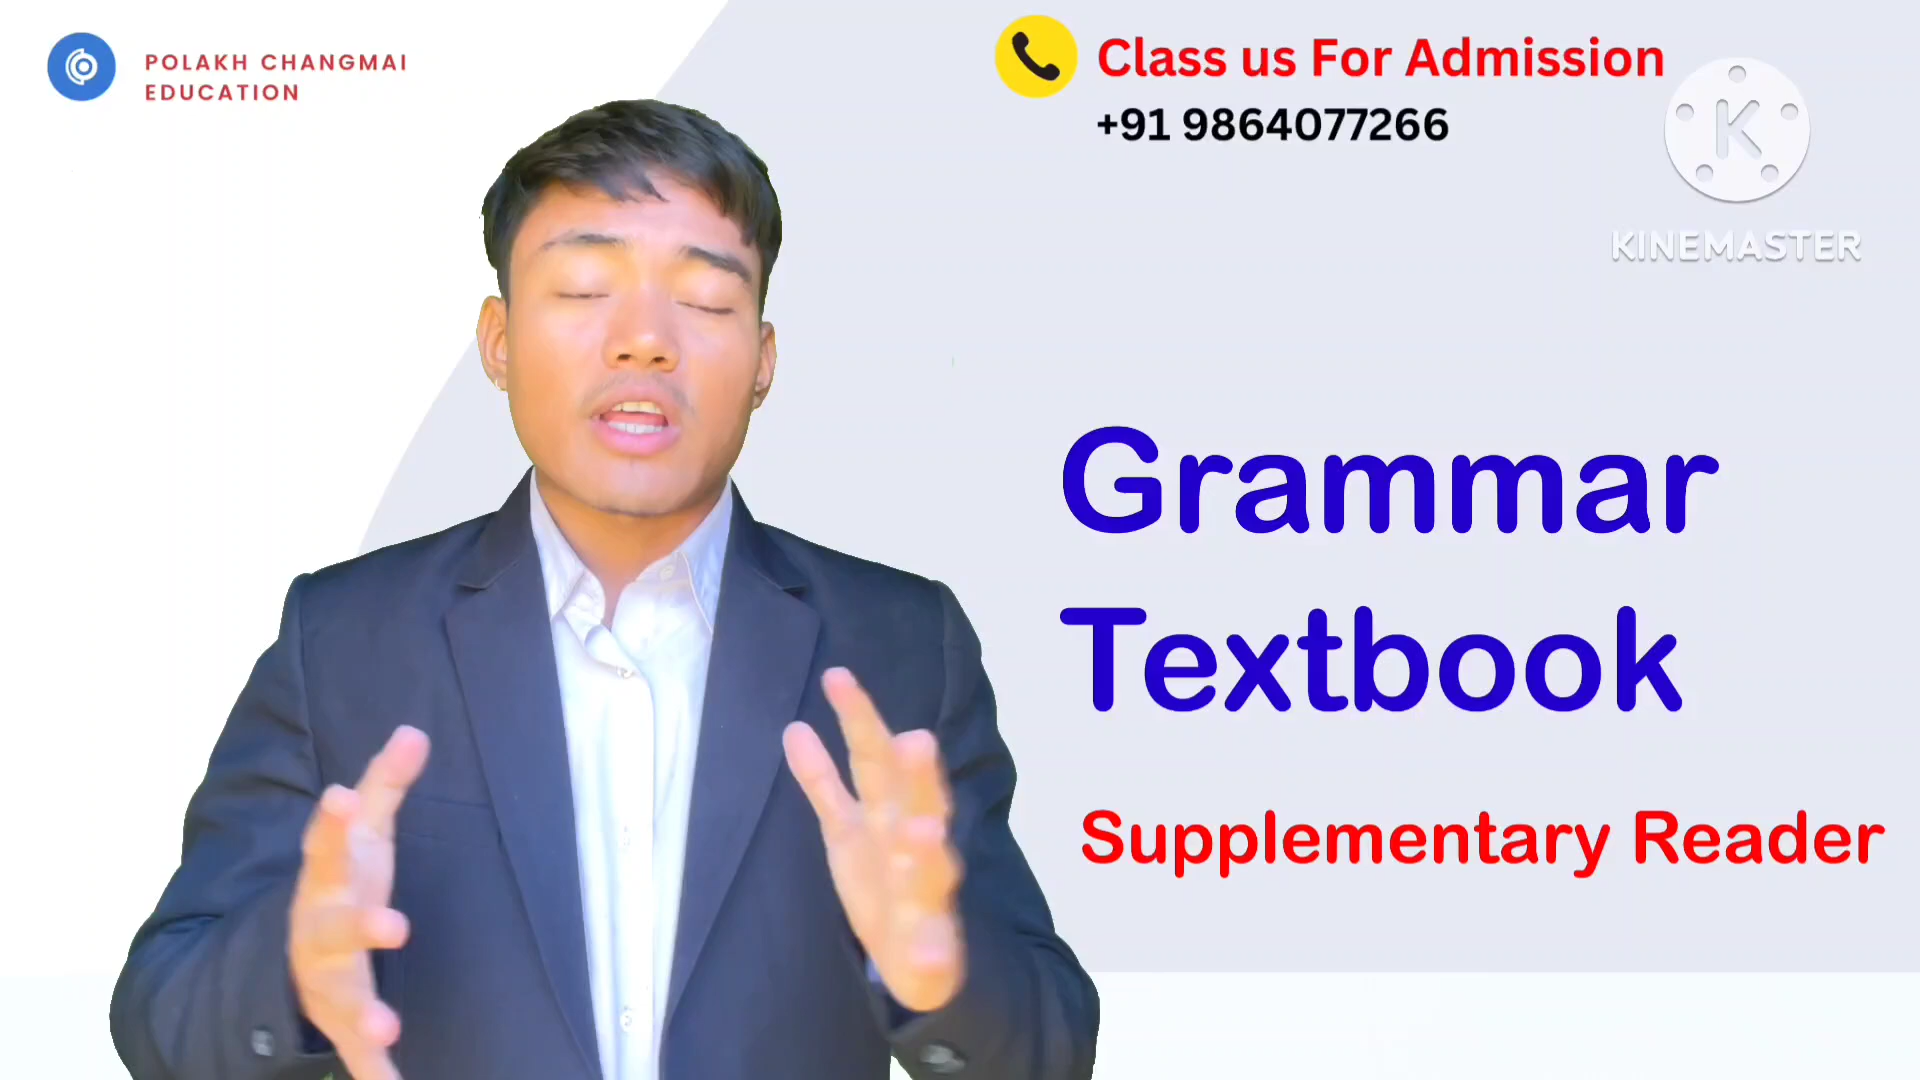 POLAKH CHANGMAI
EDUCATION
Class us For Admission
+91 9864077266
K
KINEMASTER
Grammar
Textbook
Supplementary Reader